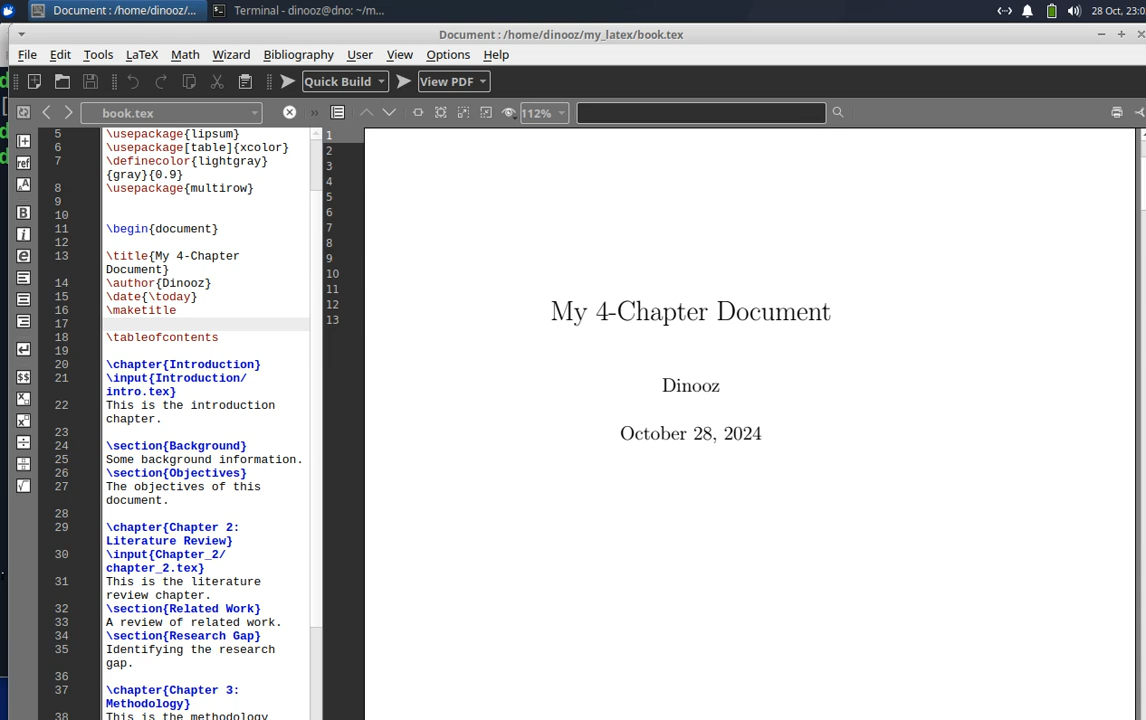 Document : /home/dinooz/... Terminal - dinooz@dno: ~/m... 28 Oct, 23:0
Document : /home/dinooz/my_latex/book.tex
File Edit Tools LaTeX Math Wizard Bibliography User View Options Help
Quick Build View PDF
book.tex 112%
5 \usepackage{lipsum}
6 \usepackage[table]{xcolor}
7 \definecolor{lightgray}
{gray}{0.9}
8 \usepackage{multirow}
9
10
11 \begin{document}
12
13 \title{My 4-Chapter
Document}
14 \author{Dinooz}
15 \date{\today}
16 \maketitle
17
18 \tableofcontents
19
20 \chapter{Introduction}
21 \input{Introduction/
intro.tex}
22 This is the introduction
chapter.
23
24 \section{Background}
25 Some background information.
26 \section{Objectives}
27 The objectives of this
document.
28
29 \chapter{Chapter 2:
Literature Review}
30 \input{Chapter_2/
chapter_2.tex}
31 This is the literature
review chapter.
32 \section{Related Work}
33 A review of related work.
34 \section{Research Gap}
35 Identifying the research
gap.
36
37 \chapter{Chapter 3:
Methodology}
38 This is the methodology
ref
A
B
i
e
$$
1
2
3
4
5
6
7
8
9
10
11
12
13
My 4-Chapter Document
Dinooz
October 28, 2024